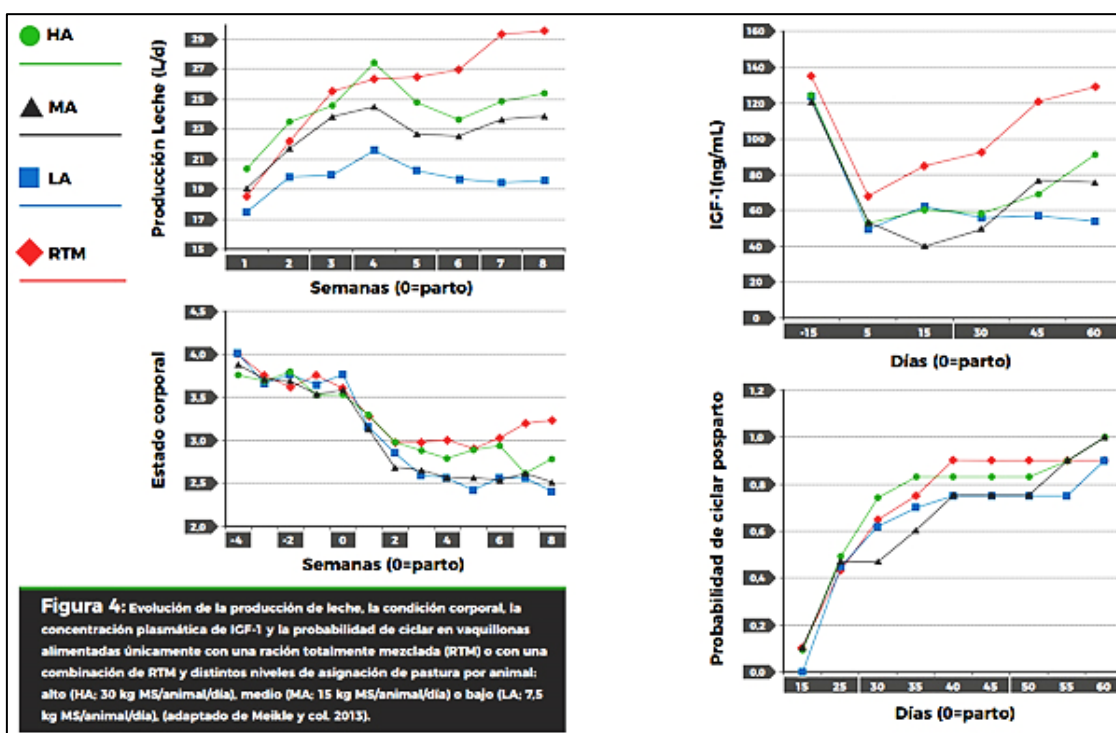 HA
MA
LA
RTM
Producción Leche (L/d)
29
27
25
23
21
19
17
15
1 2 3 4 5 6 7 8
Semanas (0=parto)
IGF-1(ng/mL)
160
140
120
100
80
60
40
20
0
-15 5 15 30 45 60
Días (0=parto)
Estado corporal
4,5
4,0
3,5
3,0
2,5
2,0
-4 -2 0 2 4 6 8
Semanas (0=parto)
Probabilidad de ciclar posparto
1,2
1,0
0,8
0,6
0,4
0.2
0,0
15 25 30 35 40 45 50 55 60
Días (0=parto)
Figura 4: Evolución de la producción de leche, la condición corporal, la
concentración plasmática de IGF-1 y la probabilidad de ciclar en vaquillonas
alimentadas únicamente con una ración totalmente mezclada (RTM) o con una
combinación de RTM y distintos niveles de asignación de pastura por animal:
alto (HA; 30 kg MS/animal/día), medio (MA; 15 kg MS/animal/día) o bajo (LA; 7,5
kg MS/animal/día), (adaptado de Meikle y col. 2013).